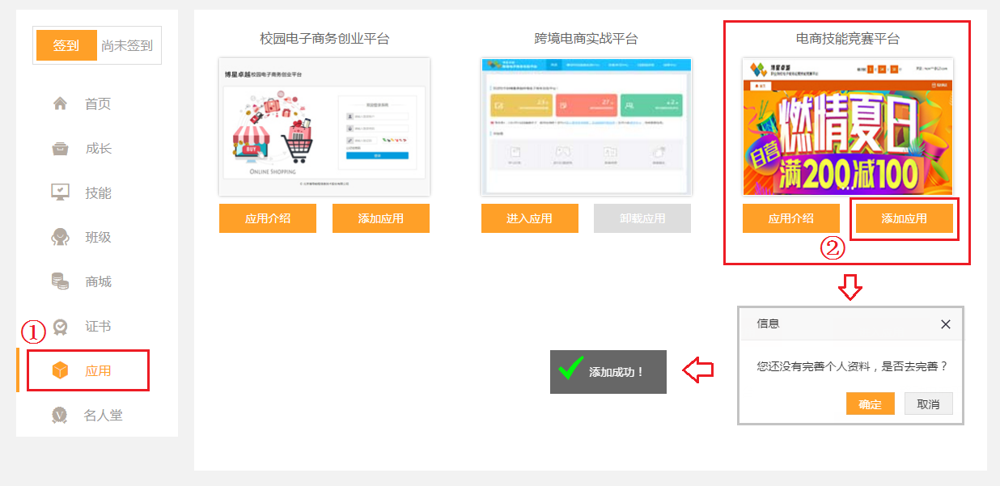 签到
尚未签到
首页
成长
技能
班级
商城
证书
①
应用
名人堂
校园电子商务创业平台
博星卓越校园电子商务创业平台
BUY
ONLINE SHOPPING
应用介绍
添加应用
跨境电商实战平台
进入应用
卸载应用
电商技能竞赛平台
博星卓越
燃情夏日
自营
满200减100
应用介绍
添加应用
②
信息
您还没有完善个人资料，是否去完善？
确定
取消
添加成功！